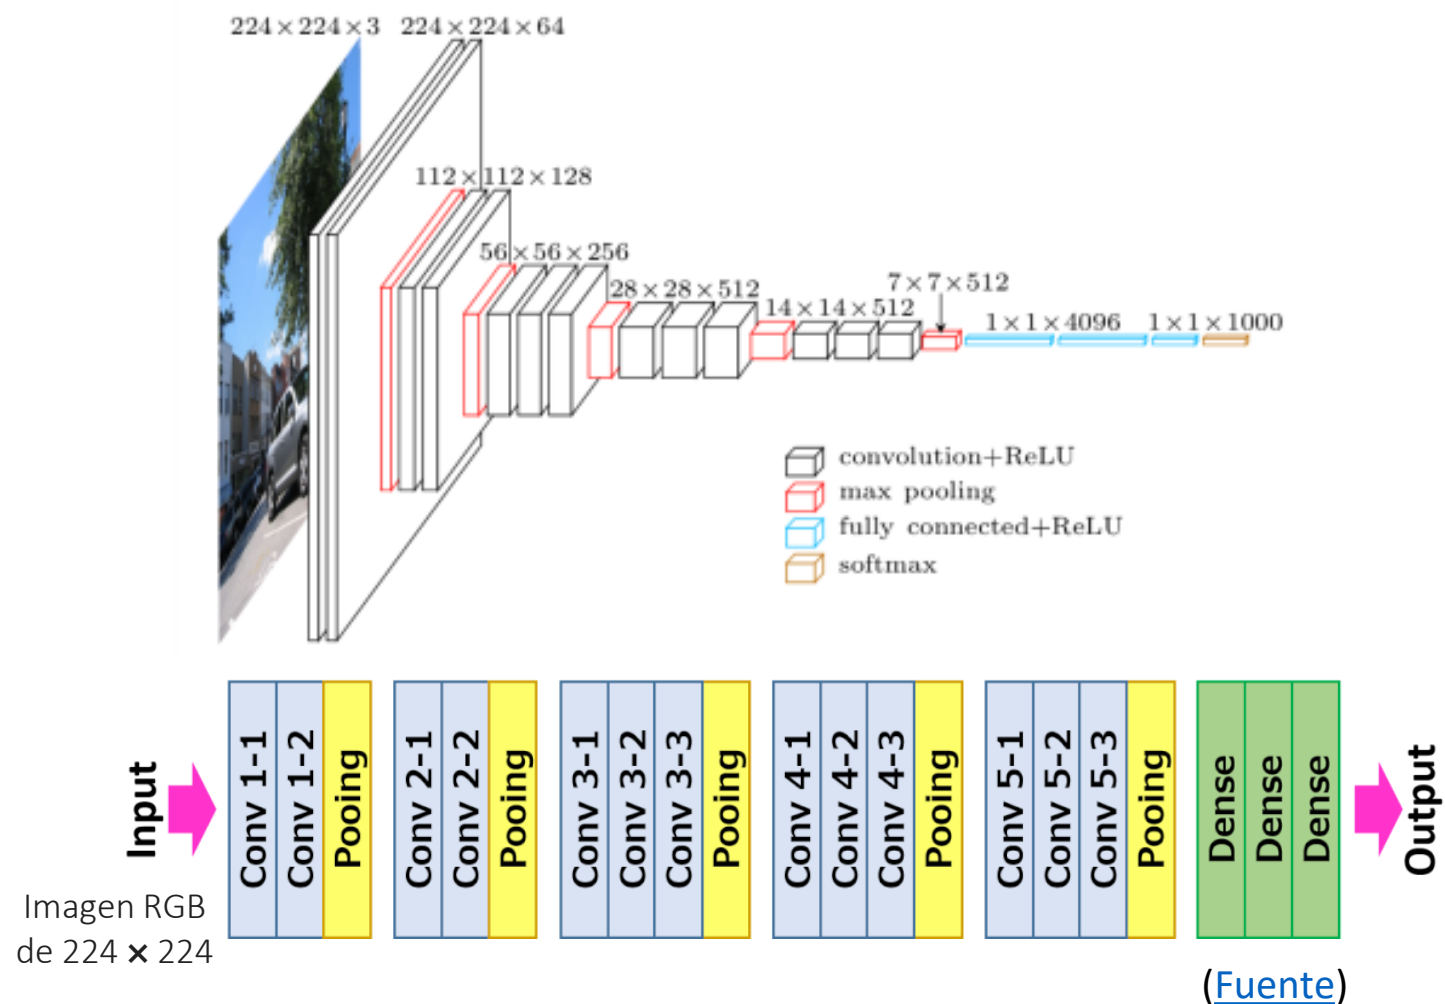 224×224×3 224×224×64
112×112×128
56×56×256
28×28×512
14×14×512
7×7×512
1×1×4096 1×1×1000
convolution+ReLU
max pooling
fully connected+ReLU
softmax
Input
Conv 1-1
Conv 1-2
Pooing
Conv 2-1
Conv 2-2
Pooing
Conv 3-1
Conv 3-2
Conv 3-3
Pooing
Conv 4-1
Conv 4-2
Conv 4-3
Pooing
Conv 5-1
Conv 5-2
Conv 5-3
Pooing
Dense
Dense
Dense
Output
Imagen RGB
de 224 × 224
(Fuente)